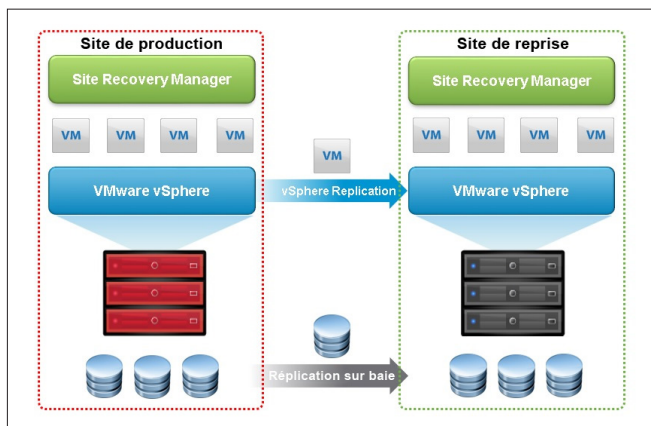 Site de production
Site de reprise
Site Recovery Manager
Site Recovery Manager
VM VM VM VM
VM
VM VM VM VM
VMware vSphere
vSphere Replication
VMware vSphere
Réplication sur baie